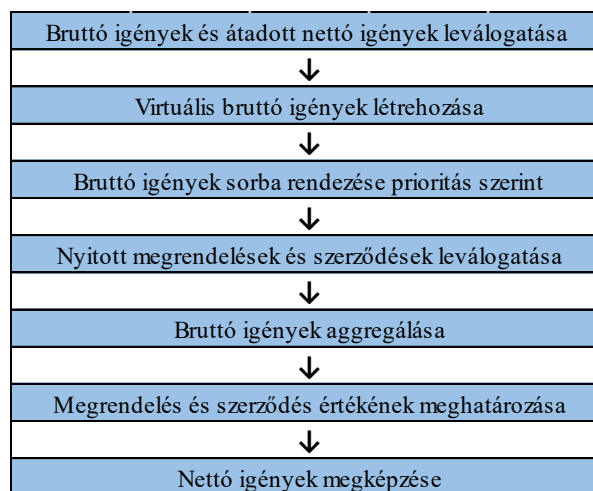 Bruttó igények és átadott nettó igények leválogatása
↓
Virtuális bruttó igények létrehozása
↓
Bruttó igények sorba rendezése prioritás szerint
↓
Nyitott megrendelések és szerződések leválogatása
↓
Bruttó igények aggregálása
↓
Megrendelés és szerződés értékének meghatározása
↓
Nettó igények megképzése